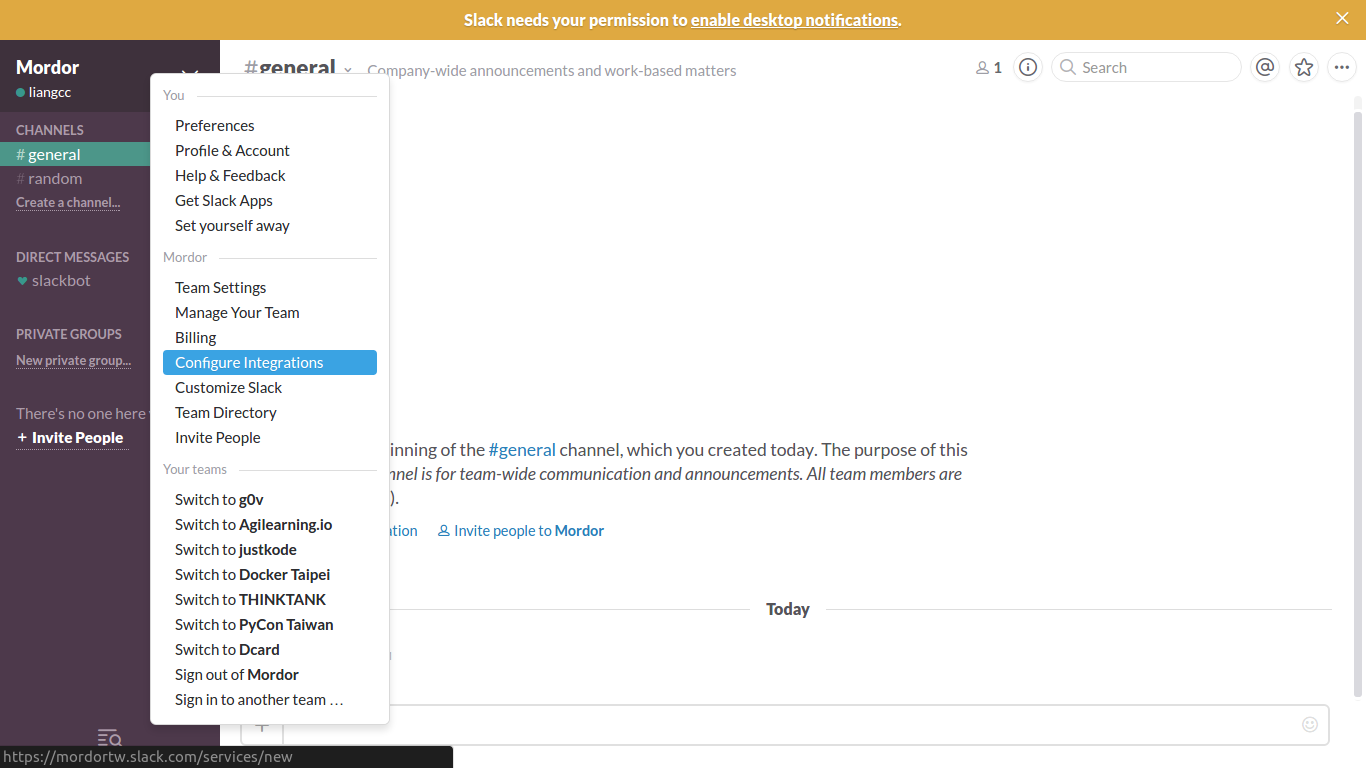 Slack needs your permission to enable desktop notifications.
Mordor
liangcc
CHANNELS
# general
# random
Create a channel...
DIRECT MESSAGES
slackbot
PRIVATE GROUPS
New private group...
There's no one here
+ Invite People
You
Preferences
Profile & Account
Help & Feedback
Get Slack Apps
Set yourself away
Mordor
Team Settings
Manage Your Team
Billing
Configure Integrations
Customize Slack
Team Directory
Invite People
Your teams
Switch to g0v
Switch to Agilearning.io
Switch to justkode
Switch to Docker Taipei
Switch to THINKTANK
Switch to PyCon Taiwan
Switch to Dcard
Sign out of Mordor
Sign in to another team …
#general
Company-wide announcements and work-based matters
1
Search
inning of the #general channel, which you created today. The purpose of this
nnel is for team-wide communication and announcements. All team members are
).
ation
Invite people to Mordor
Today
https://mordortw.slack.com/services/new